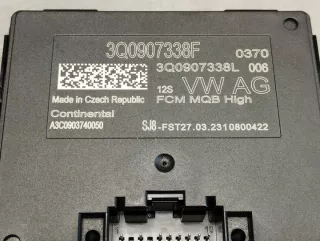 3Q0907338F 0370
3Q0907338L 006
12S VW AG
Made in Czech Republic FCM MQB High
Continental
A3C0903740050 SJ6-FST27.03.2310800422